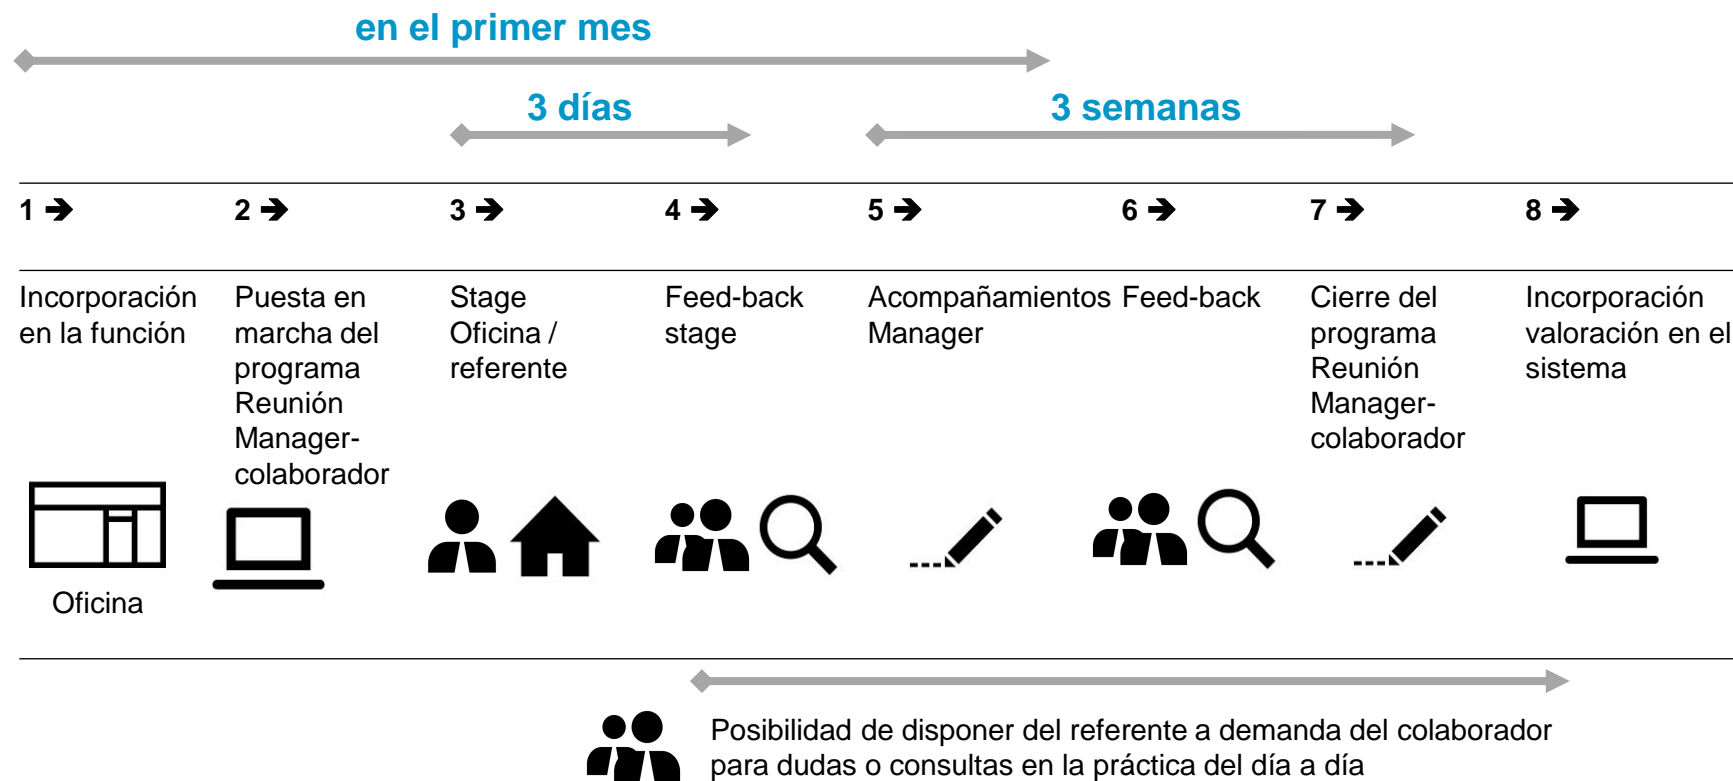 en el primer mes
3 días
3 semanas
1 ➔
2 ➔
3 ➔
4 ➔
5 ➔
6 ➔
7 ➔
8 ➔
Incorporación
en la función
Puesta en
marcha del
programa
Reunión
Manager-
colaborador
Stage
Oficina /
referente
Feed-back
stage
Acompañamientos
Manager
Feed-back
Cierre del
programa
Reunión
Manager-
colaborador
Incorporación
valoración en el
sistema
Oficina
Posibilidad de disponer del referente a demanda del colaborador
para dudas o consultas en la práctica del día a día